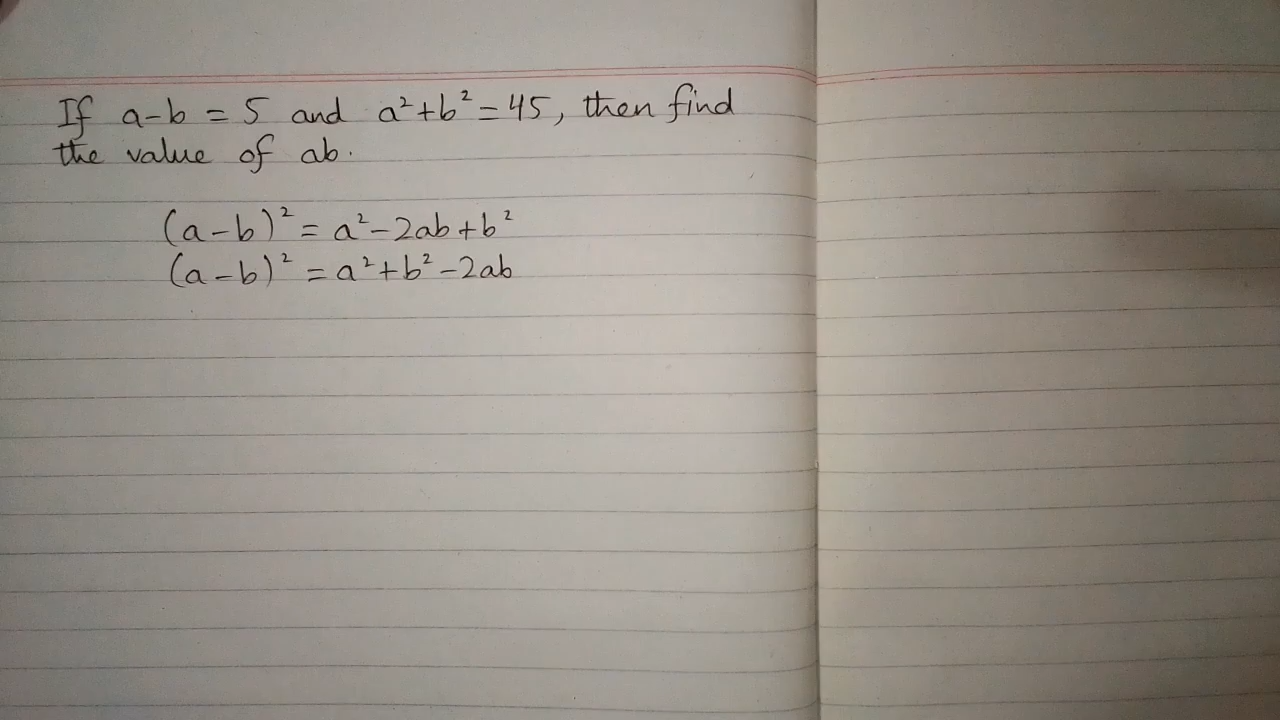 If a-b = 5 and a²+b²=45, then find
the value of ab.
(a-b)² = a²-2ab+b²
(a-b)² = a²+b²-2ab